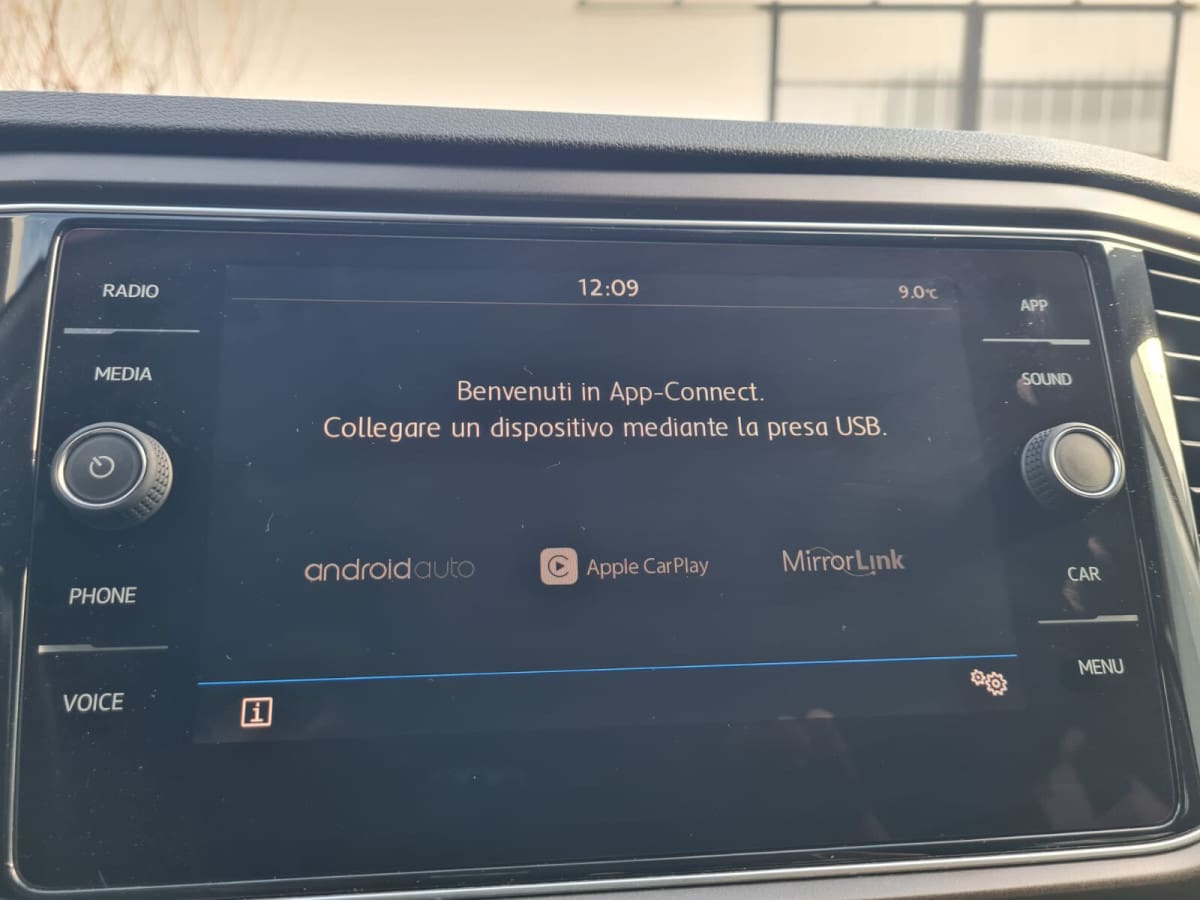 12:09
9.0°C
RADIO
MEDIA
PHONE
VOICE
Benvenuti in App-Connect.
Collegare un dispositivo mediante la presa USB.
androidauto
Apple CarPlay
MirrorLink
i
APP
SOUND
CAR
MENU